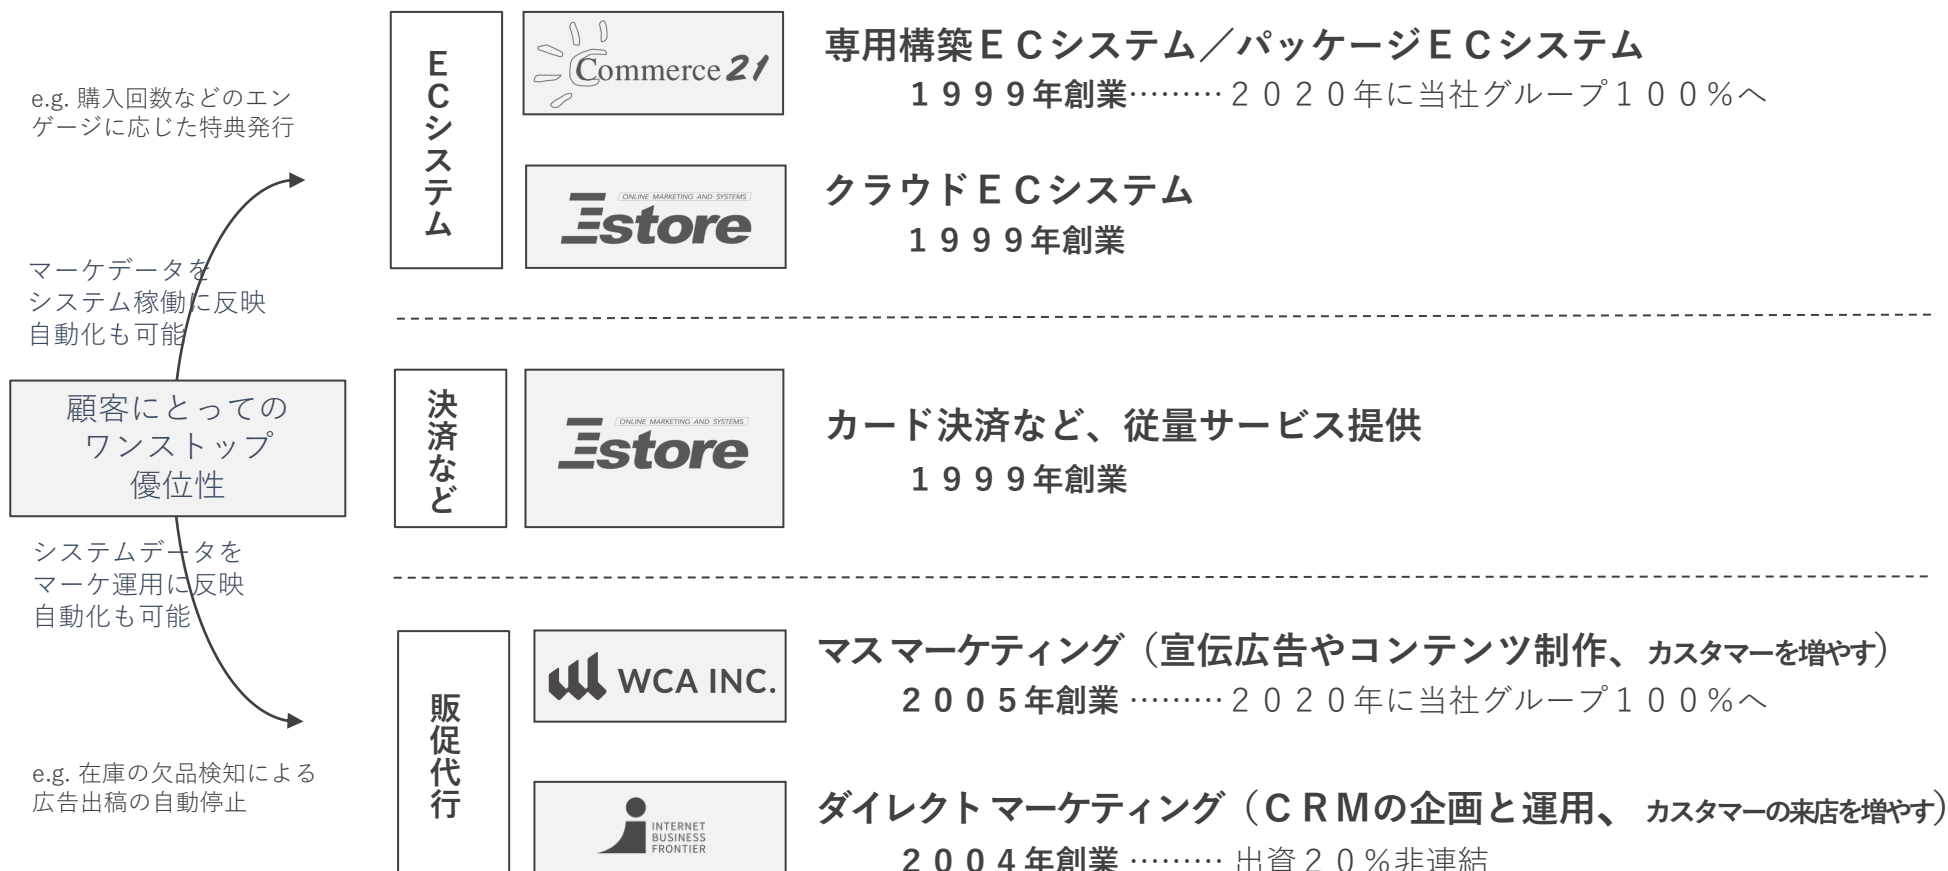 e.g. 購入回数などのエン
ゲージに応じた特典発行
マーケデータを
システム稼働に反映
自動化も可能
顧客にとっての
ワンストップ
優位性
システムデータを
マーケ運用に反映
自動化も可能
e.g. 在庫の欠品検知による
広告出稿の自動停止
ECシステム
Commerce 21
専用構築ＥＣシステム／パッケージＥＣシステム
１９９９年創業………２０２０年に当社グループ１００％へ
ONLINE MARKETING AND SYSTEMS
Estore
クラウドＥＣシステム
１９９９年創業
決済など
ONLINE MARKETING AND SYSTEMS
Estore
カード決済など、従量サービス提供
１９９９年創業
販促代行
WCA INC.
マス マーケティング（宣伝広告やコンテンツ制作、カスタマーを増やす）
２００５年創業 ………２０２０年に当社グループ１００％へ
INTERNET
BUSINESS
FRONTIER
ダイレクト マーケティング（ＣＲＭの企画と運用、カスタマーの来店を増やす）
２００４年創業 ……… 出資２０％非連結